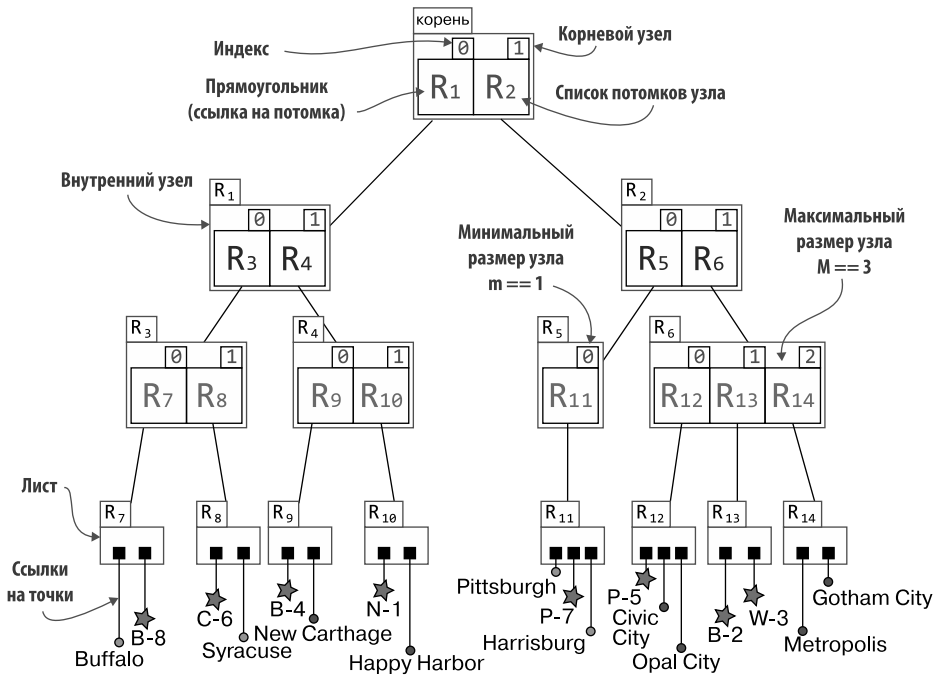 корень
Индекс
0 1
Корневой узел
Прямоугольник
(ссылка на потомка)
R1 R2
Список потомков узла
Внутренний узел
R1
0 1
R3 R4
R2
0 1
R5 R6
Минимальный
размер узла
m == 1
Максимальный
размер узла
M == 3
R3
0 1
R7 R8
R4
0 1
R9 R10
R5
0
R11
R6
0 1 2
R12 R13 R14
Лист
R7
R8
R9
R10
R11
R12
R13
R14
Ссылки
на точки
B-8
Buffalo
C-6
Syracuse
B-4
New Carthage
N-1
Happy Harbor
Pittsburgh
P-7
Harrisburg
P-5
Civic
City
Opal City
B-2
W-3
Metropolis
Gotham City